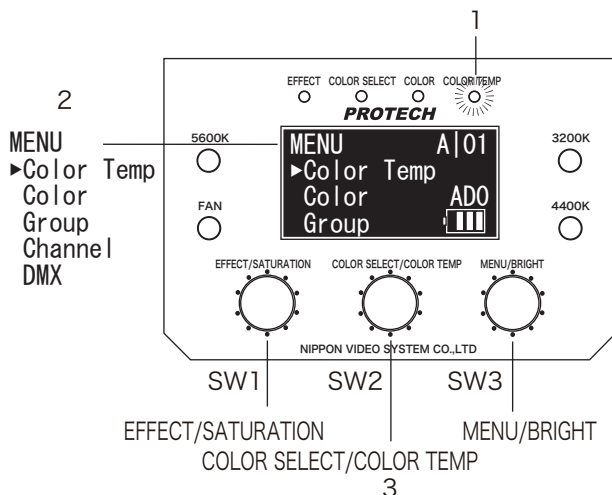 1
EFFECT COLOR SELECT COLOR COLOR TEMP
PROTECH
2
MENU
▶Color Temp
Color
Group
Channel
DMX
5600K
FAN
MENU A|01
▶Color Temp
Color AD0
Group
3200K
4400K
EFFECT/SATURATION COLOR SELECT/COLOR TEMP MENU/BRIGHT
NIPPON VIDEO SYSTEM CO.,LTD
SW1 SW2 SW3
EFFECT/SATURATION MENU/BRIGHT
COLOR SELECT/COLOR TEMP
3